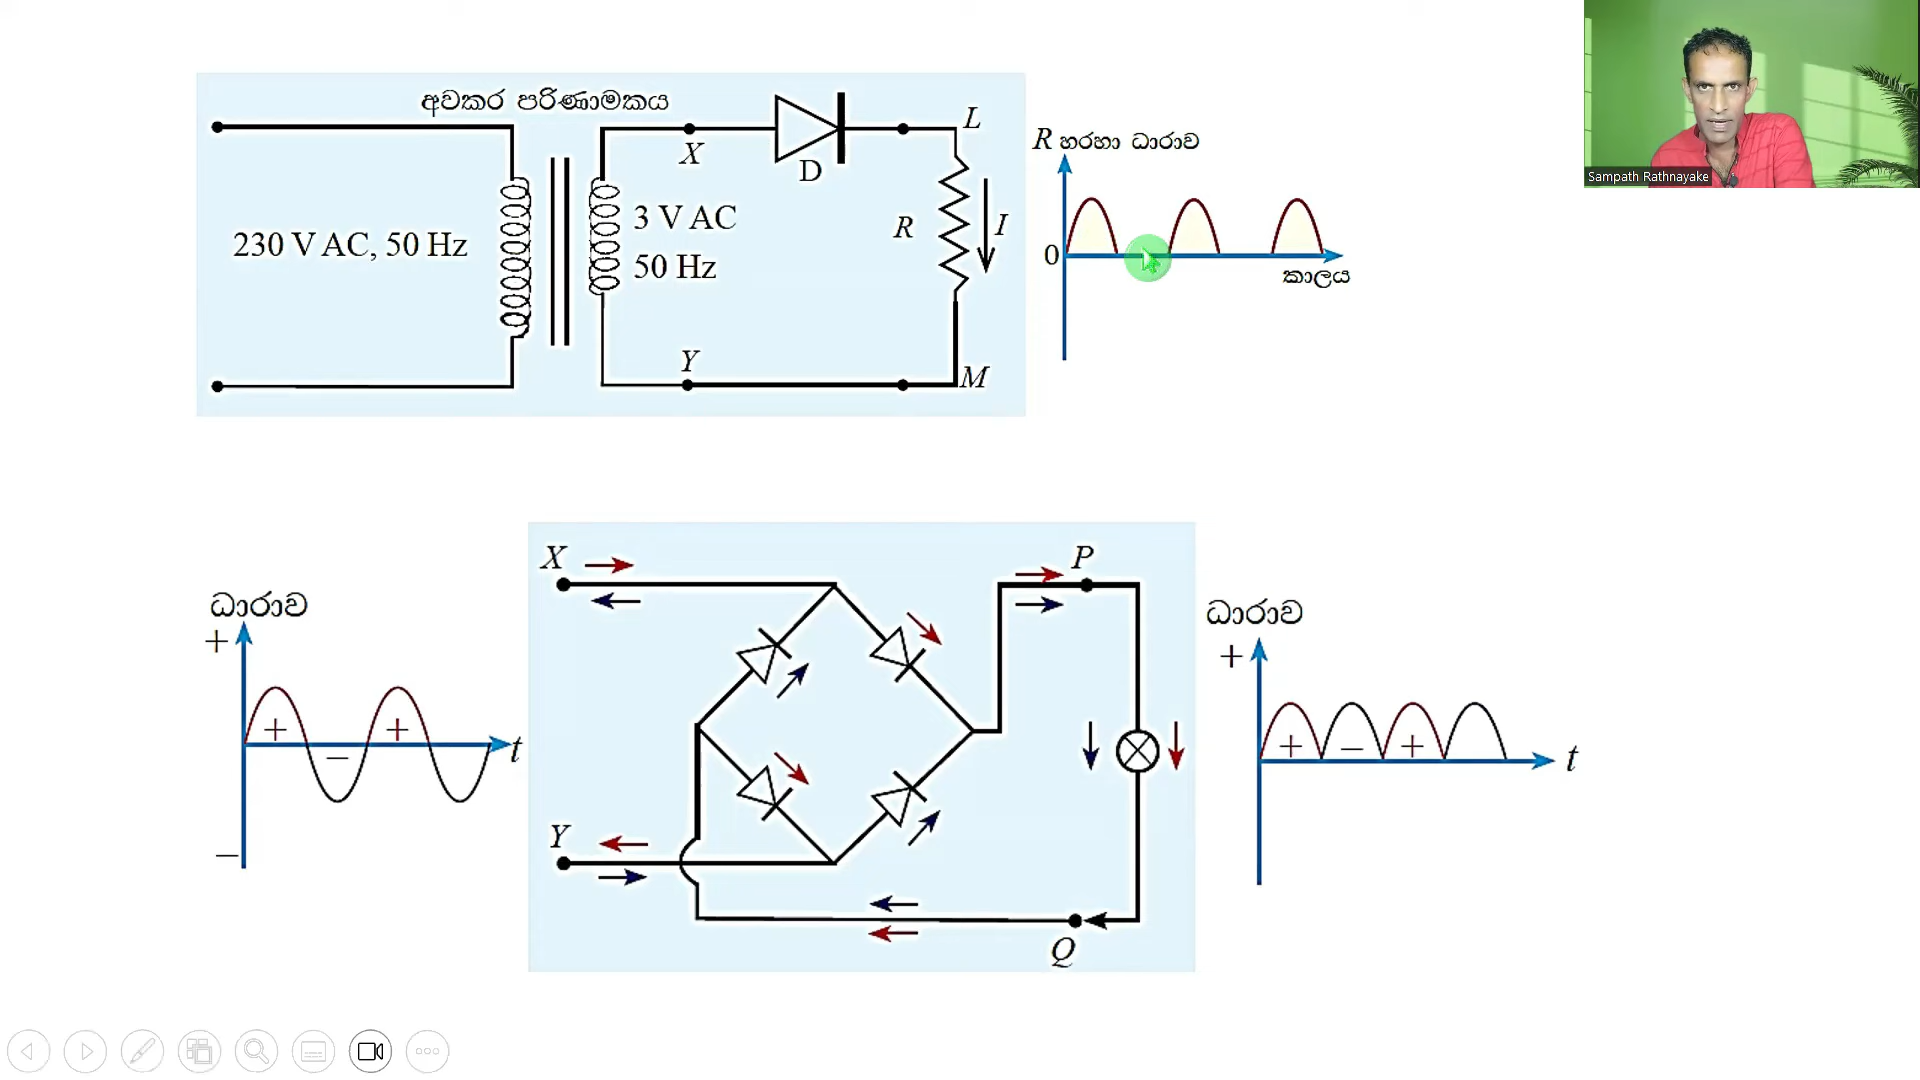 අවකර පරිණාමකය
L
X
D
230 V AC, 50 Hz
3 V AC
50 Hz
R
I
Y
M
R හරහා ධාරාව
0
කාලය
Sampath Rathnayake
ධාරාව
+
+
+
−
t
−
X
P
Y
Q
ධාරාව
+
+
−
+
t